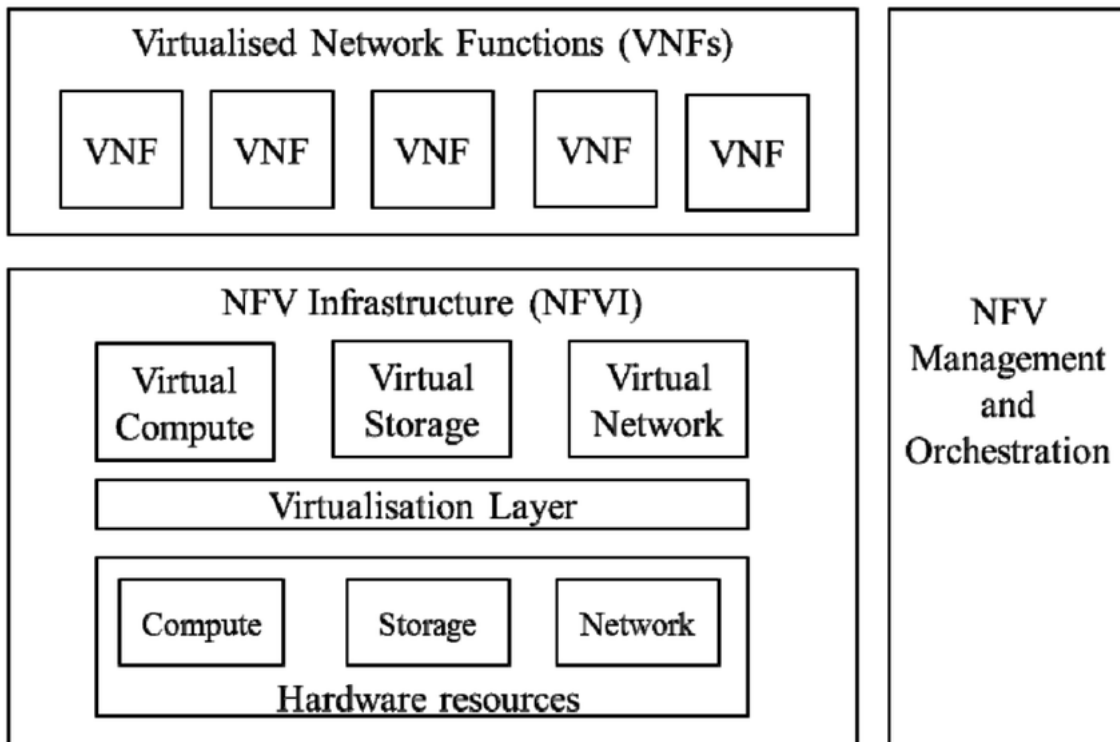 Virtualised Network Functions (VNFs)
VNF VNF VNF VNF VNF
NFV Infrastructure (NFVI)
Virtual
Compute
Virtual
Storage
Virtual
Network
Virtualisation Layer
Compute Storage Network
Hardware resources
NFV
Management
and
Orchestration